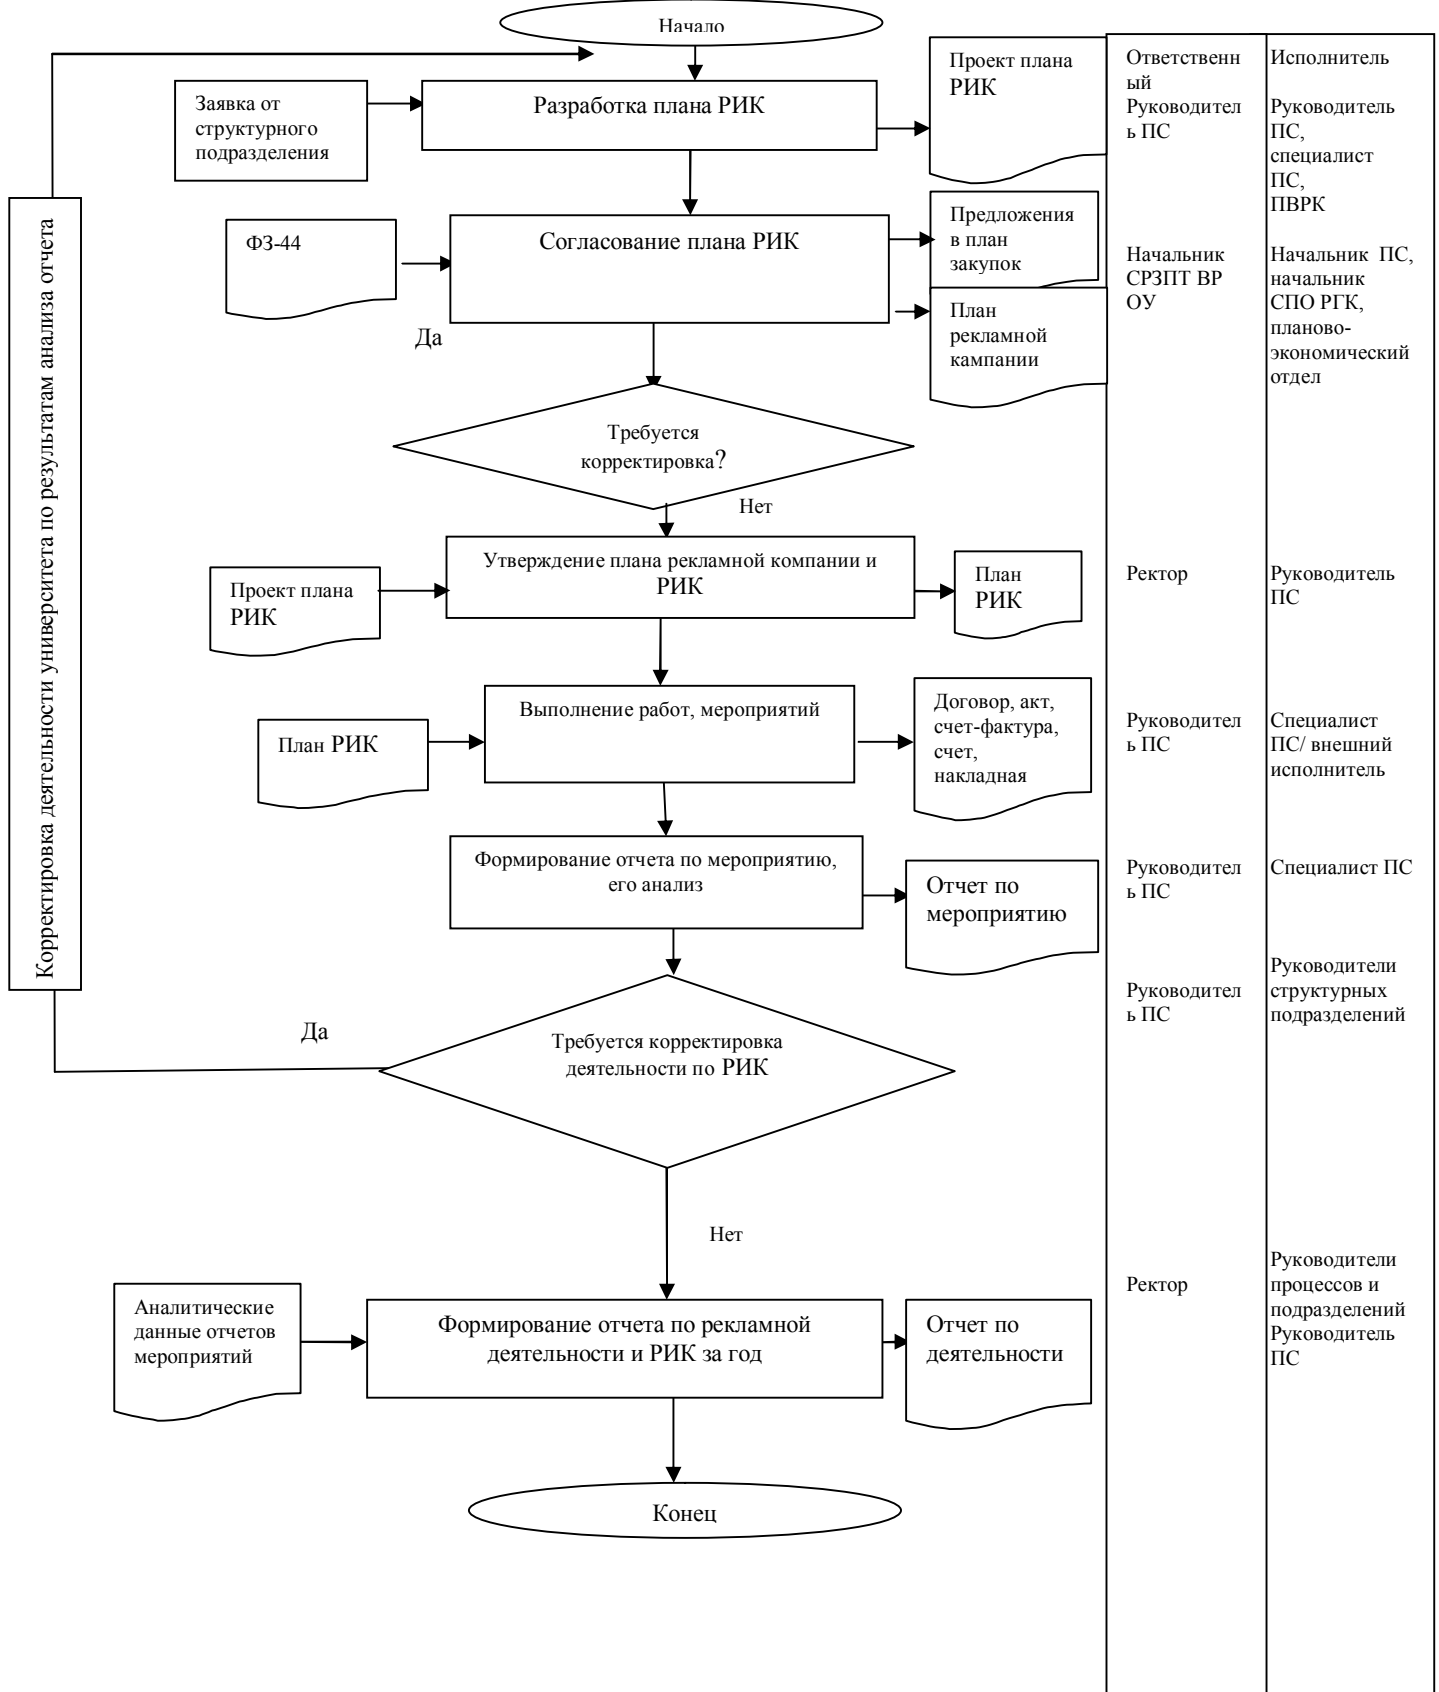 Начало
Заявка от
структурного
подразделения
Разработка плана РИК
Проект плана
РИК
Ответственн
ый
Руководител
ь ПС
Исполнитель
Руководитель
ПС,
специалист
ПС,
ПВРК
ФЗ-44
Согласование плана РИК
Предложения
в план
закупок
План
рекламной
кампании
Начальник
СРЗПТ ВР
ОУ
Начальник  ПС,
начальник
СПО РГК,
планово-
экономический
отдел
Да
Требуется
корректировка?
Нет
Корректировка деятельности университета по результатам анализа отчета
Проект плана
РИК
Утверждение плана рекламной компании и
РИК
План
РИК
Ректор
Руководитель
ПС
План РИК
Выполнение работ, мероприятий
Договор, акт,
счет-фактура,
счет,
накладная
Руководител
ь ПС
Специалист
ПС/ внешний
исполнитель
Формирование отчета по мероприятию,
его анализ
Отчет по
мероприятию
Руководител
ь ПС
Специалист ПС
Да
Требуется корректировка
деятельности по РИК
Руководител
ь ПС
Руководители
структурных
подразделений
Нет
Аналитические
данные отчетов
мероприятий
Формирование отчета по рекламной
деятельности и РИК за год
Отчет по
деятельности
Ректор
Руководители
процессов и
подразделений
Руководитель
ПС
Конец